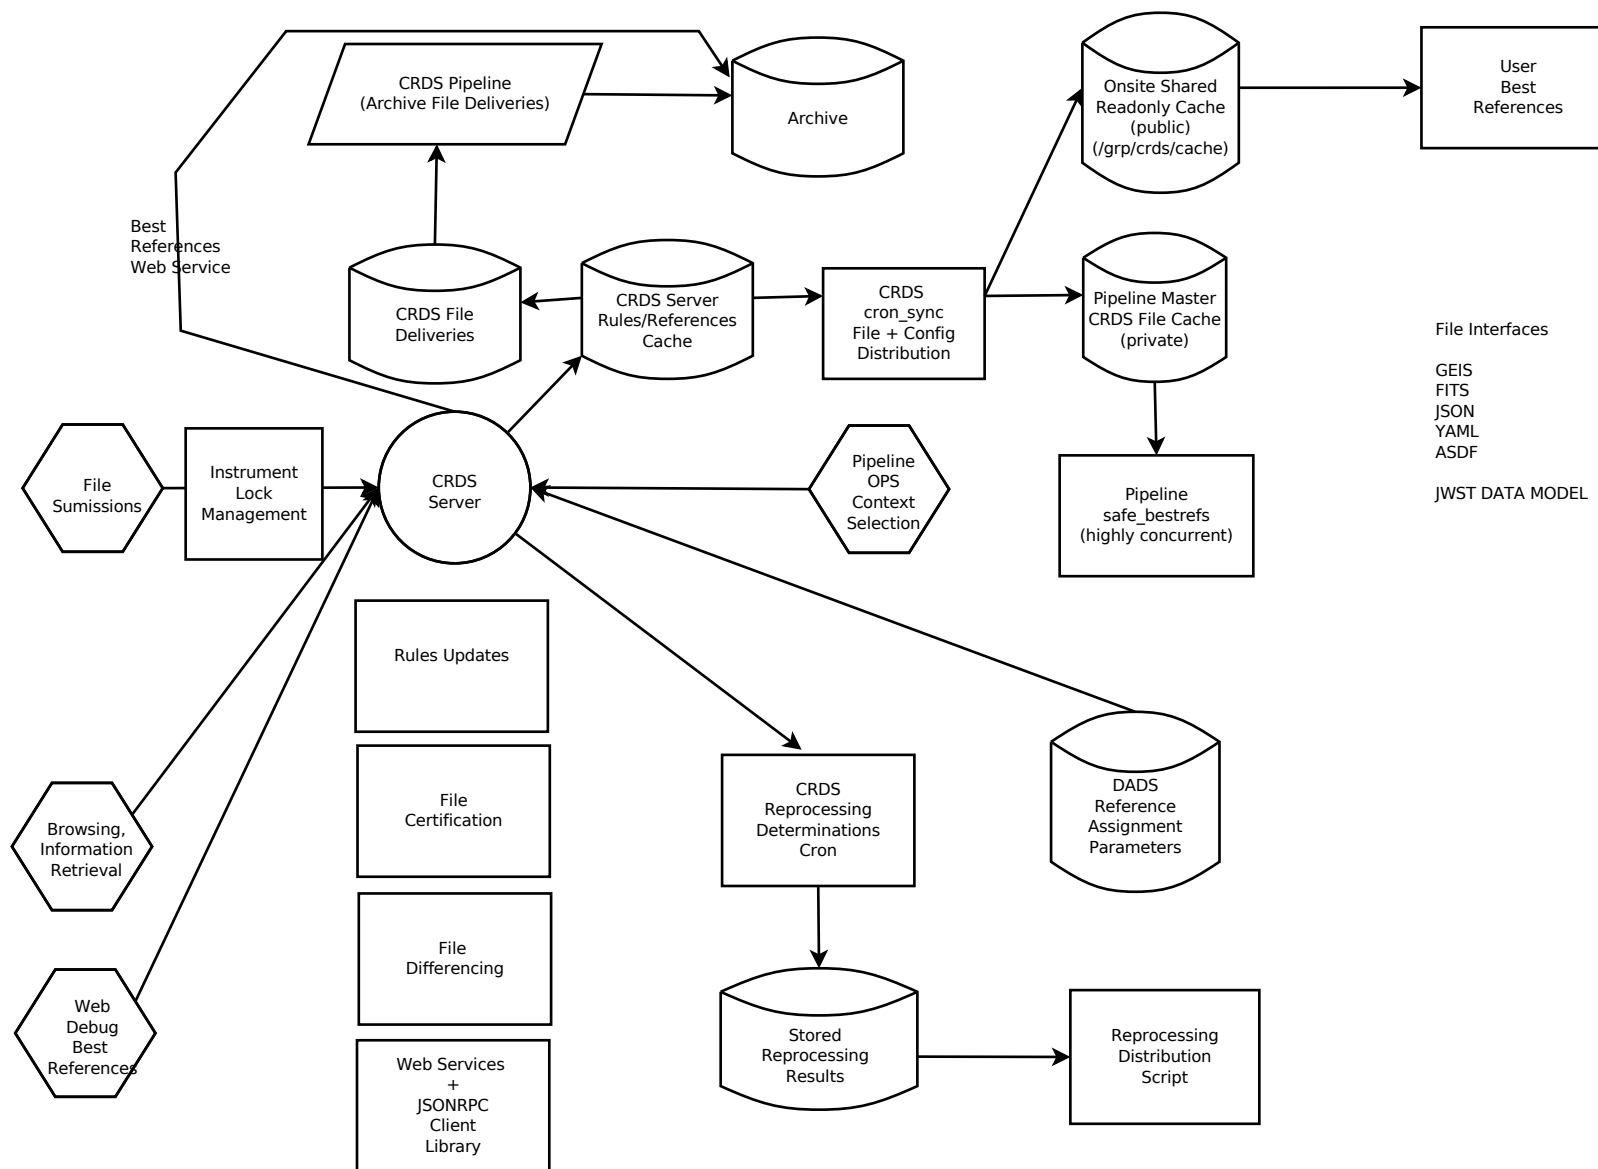 CRDS Pipeline
(Archive File Deliveries)
Archive
Onsite Shared
Readonly Cache
(public)
(/grp/crds/cache)
User
Best
References
Best
References
Web Service
CRDS File
Deliveries
CRDS Server
Rules/References
Cache
CRDS
cron_sync
File + Config
Distribution
Pipeline Master
CRDS File Cache
(private)
File Interfaces
GEIS
FITS
JSON
YAML
ASDF
JWST DATA MODEL
File
Sumissions
Instrument
Lock
Management
CRDS
Server
Pipeline
OPS
Context
Selection
Pipeline
safe_bestrefs
(highly concurrent)
Rules Updates
File
Certification
CRDS
Reprocessing
Determinations
Cron
DADS
Reference
Assignment
Parameters
Browsing,
Information
Retrieval
File
Differencing
Web
Debug
Best
References
Web Services
+
JSONRPC
Client
Library
Stored
Reprocessing
Results
Reprocessing
Distribution
Script